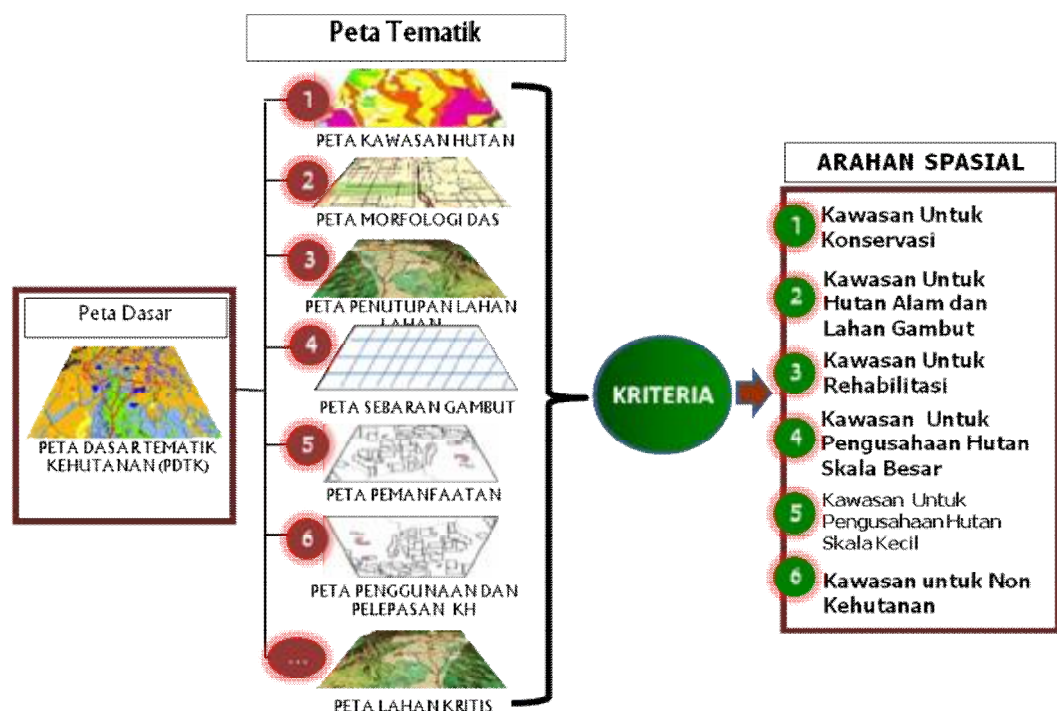 Peta Tematik
Peta Dasar
PETA DASAR TEMATIK
KEHUTANAN (PDTK)
1
PETA KAWASAN HUTAN
2
PETA MORFOLOGI DAS
3
PETA PENUTUPAN LAHAN
LAHAN
4
PETA SEBARAN GAMBUT
5
PETA PEMANFAATAN
6
PETA PENGGUNAAN DAN
PELEPASAN KH
...
PETA LAHAN KRITIS
KRITERIA
ARAHAN SPASIAL
1 Kawasan Untuk
Konservasi
2 Kawasan Untuk
Hutan Alam dan
Lahan Gambut
3 Kawasan Untuk
Rehabilitasi
4 Kawasan Untuk
Pengusahaan Hutan
Skala Besar
5 Kawasan Untuk
Pengusahaan Hutan
Skala Kecil
6 Kawasan untuk Non
Kehutanan